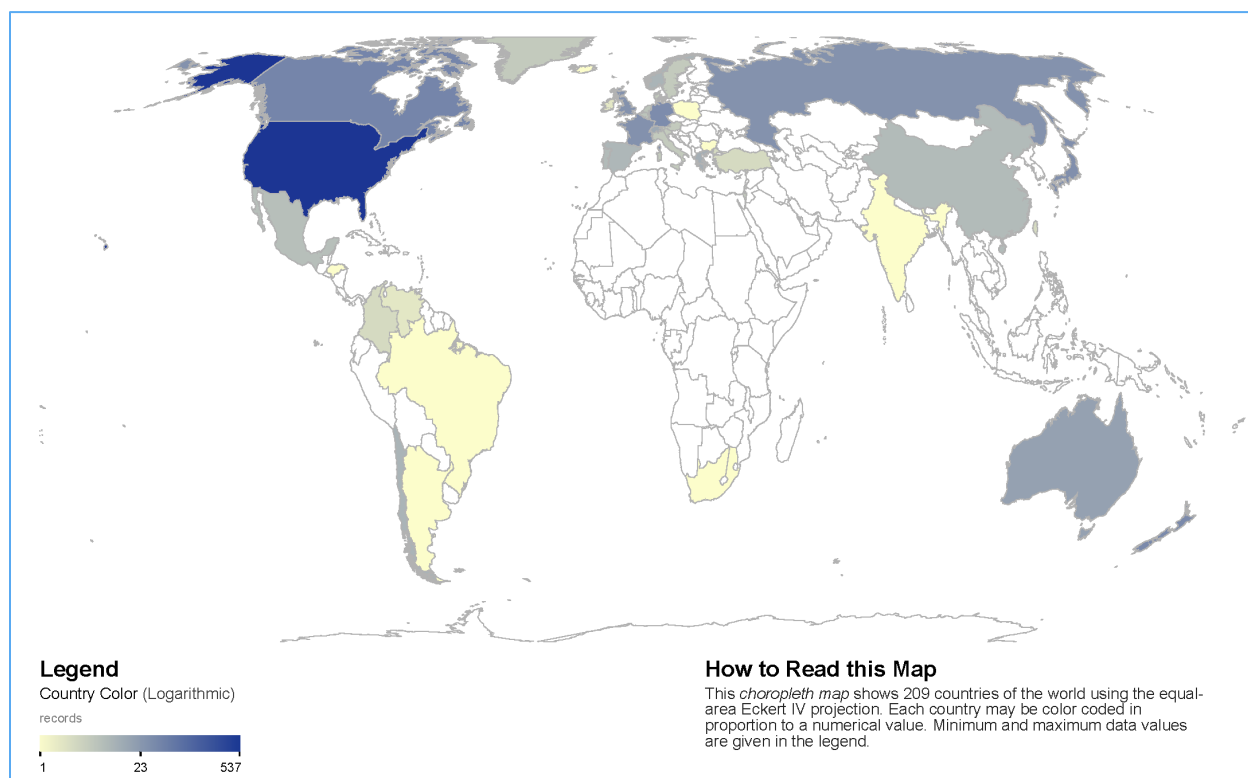 Legend
Country Color (Logarithmic)
records
1 23 537
How to Read this Map
This choropleth map shows 209 countries of the world using the equal-
area Eckert IV projection. Each country may be color coded in
proportion to a numerical value. Minimum and maximum data values
are given in the legend.